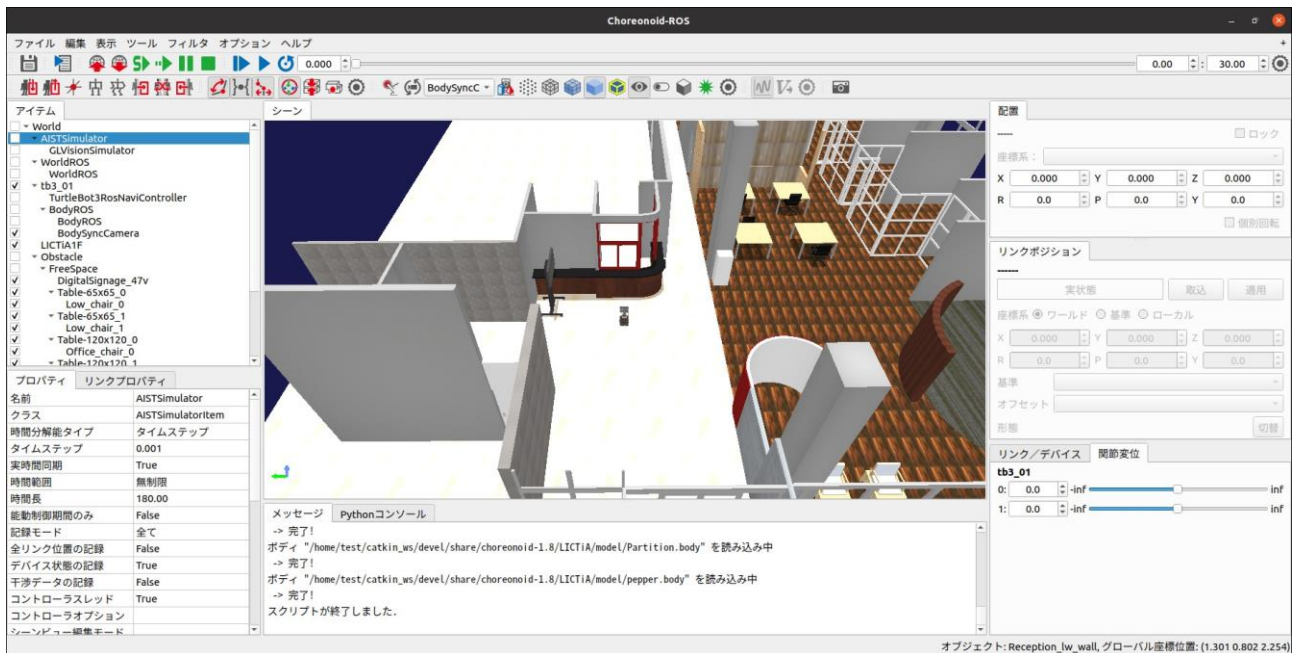 Choreonoid-ROS
ファイル 編集 表示 ツール フィルタ オプション ヘルプ
0.000 0.00 : 30.00
BodySyncC
アイテム
World
AISTSimulator
GLVisionSimulator
WorldROS
WorldROS
tb3_01
TurtleBot3RosNaviController
BodyROS
BodyROS
BodySyncCamera
LICTiA1F
Obstacle
FreeSpace
DigitalSignage_47v
Table-65x65_0
Low_chair_0
Table-65x65_1
Low_chair_1
Table-120x120_0
Office_chair_0
Table-120x120_1
プロパティ リンクプロパティ
名前 AISTSimulator
クラス AISTSimulatorItem
時間分解能タイプ タイムステップ
タイムステップ 0.001
実時間同期 True
時間範囲 無制限
時間長 180.00
能動制御期間のみ False
記録モード 全て
全リンク位置の記録 False
デバイス状態の記録 True
干渉データの記録 False
コントローラスレッド True
コントローラオプション
シーンビュー編集モード
シーン
メッセージ Pythonコンソール
-> 完了!
ボディ "/home/test/catkin_ws/devel/share/choreonoid-1.8/LICTiA/model/Partition.body" を読み込み中
-> 完了!
ボディ "/home/test/catkin_ws/devel/share/choreonoid-1.8/LICTiA/model/pepper.body" を読み込み中
-> 完了!
スクリプトが終了しました.
配置
-----
ロック
座標系:
X 0.000 Y 0.000 Z 0.000
R 0.0 P 0.0 Y 0.0
個別回転
リンクポジション
------
実状態 取込 適用
座標系 ワールド 基準 ローカル
X 0.000 Y 0.000 Z 0.000
R 0.0 P 0.0 Y 0.0
基準
オフセット
形態 切替
リンク/デバイス 関節変位
tb3_01
0: 0.0 -inf inf
1: 0.0 -inf inf
オブジェクト: Reception_lw_wall, グローバル座標位置: (1.301 0.802 2.254)